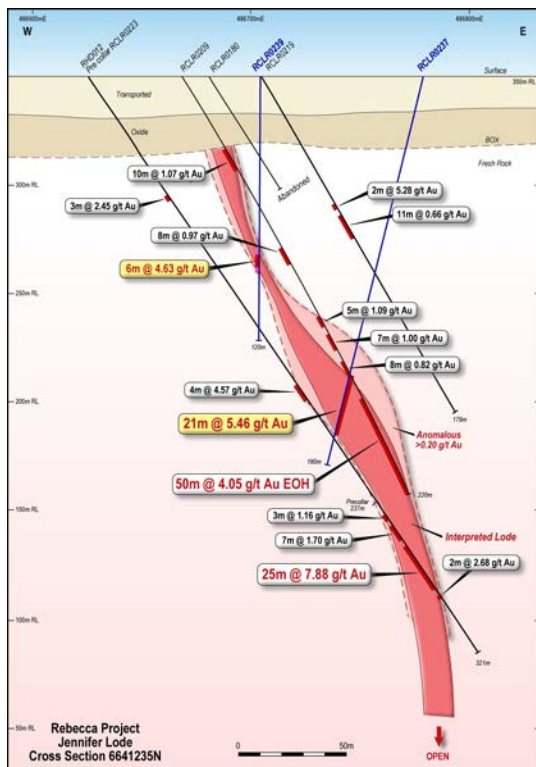 486600mE
486700mE
486800mE
W
E
RHD012
Pre collar RCLR0223
RCLR0209
RCLR0180
RCLR0239
RCLR0219
RCLR0237
Surface
350m RL
Transported
Oxide
BOX
Fresh Rock
10m @ 1.07 g/t Au
300m RL
Abandoned
2m @ 5.28 g/t Au
3m @ 2.45 g/t Au
11m @ 0.66 g/t Au
8m @ 0.97 g/t Au
6m @ 4.63 g/t Au
250m RL
5m @ 1.09 g/t Au
7m @ 1.00 g/t Au
120m
8m @ 0.82 g/t Au
4m @ 4.57 g/t Au
200m RL
178m
21m @ 5.46 g/t Au
Anomalous
>0.20 g/t Au
190m
50m @ 4.05 g/t Au EOH
220m
Precollar
237m
150m RL
3m @ 1.16 g/t Au
Interpreted Lode
7m @ 1.70 g/t Au
2m @ 2.68 g/t Au
25m @ 7.88 g/t Au
100m RL
321m
50m RL
Rebecca Project
Jennifer Lode
Cross Section 6641235N
0
50m
OPEN